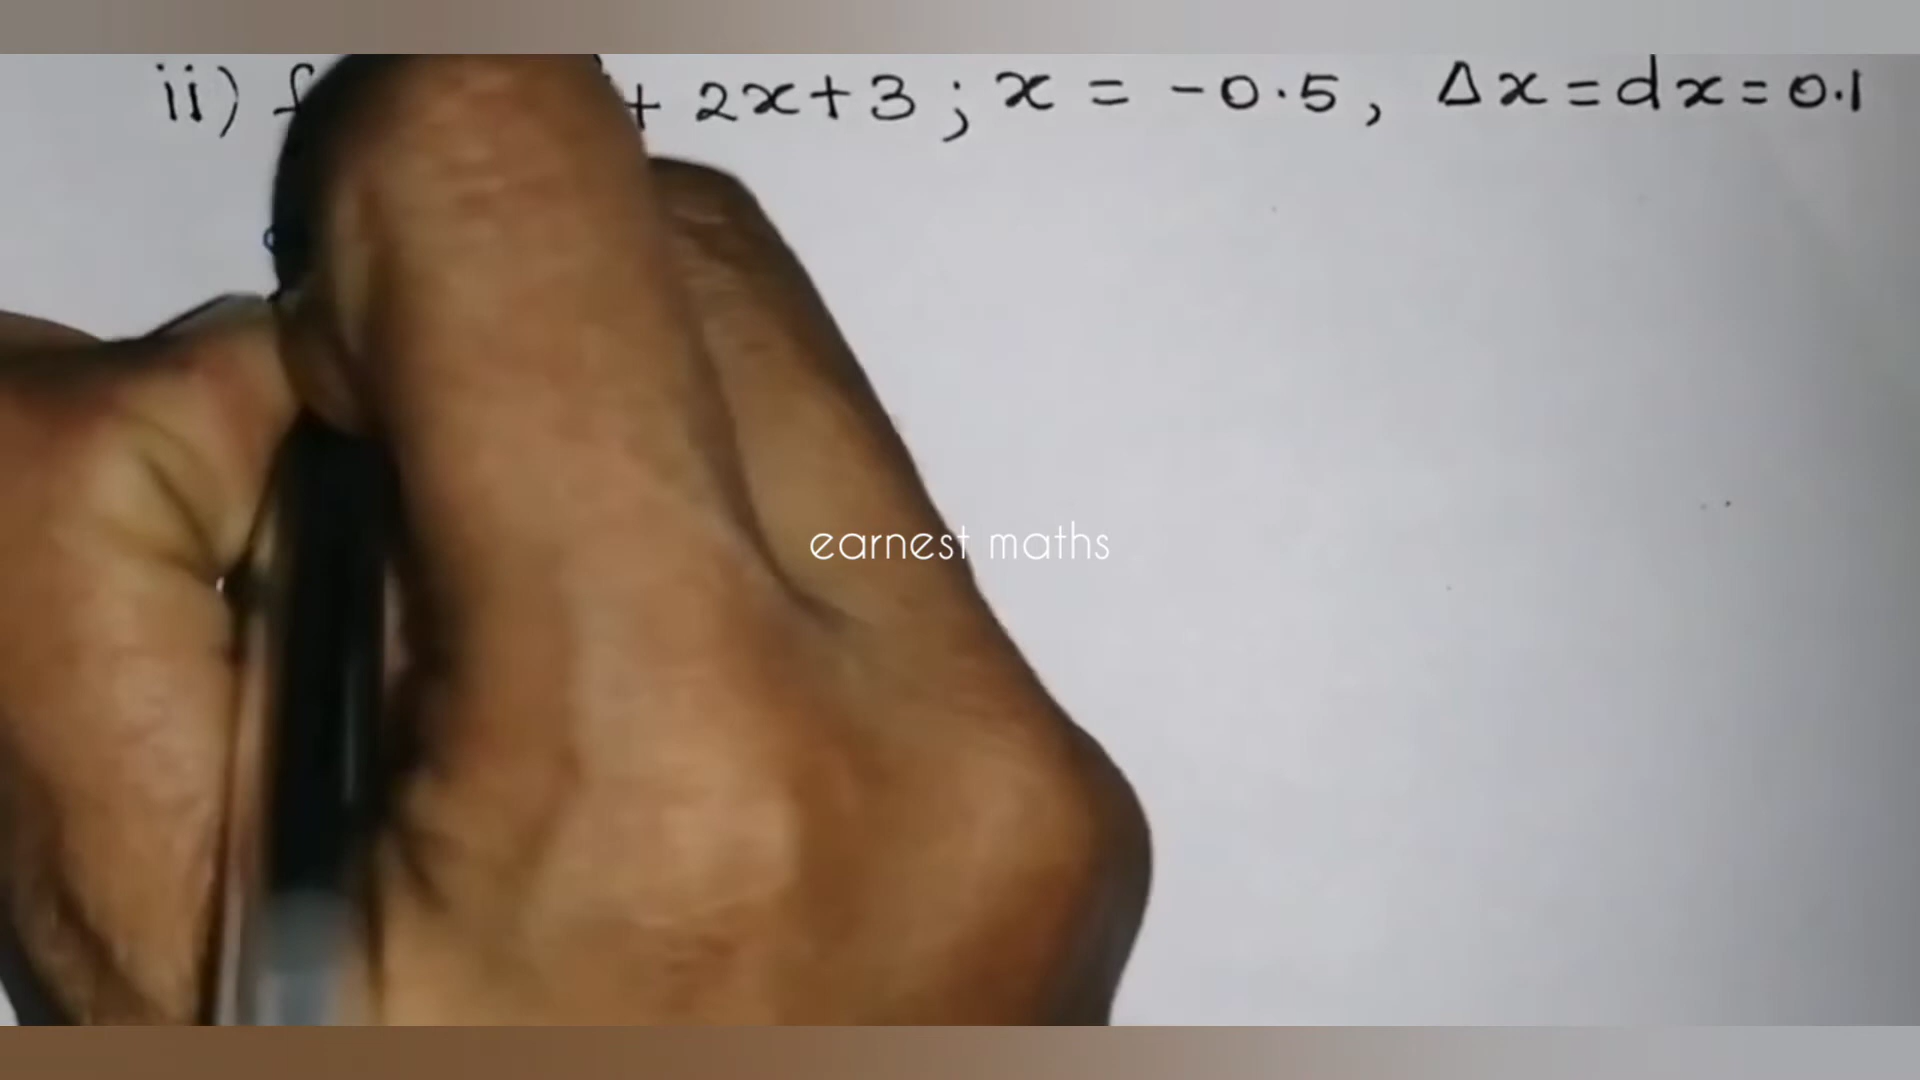 ii) f + 2x+3 ; x = -0.5, Δx = dx = 0.1
earnest maths